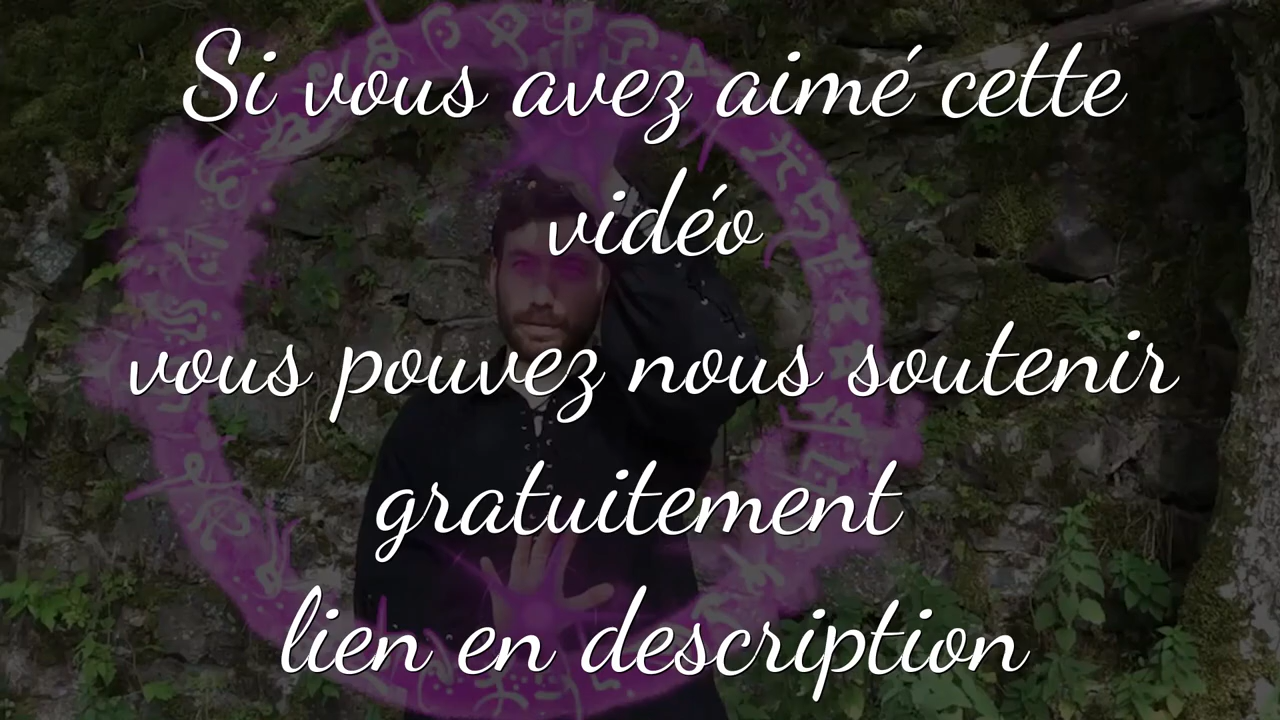 Si vous avez aimé cette
vidéo
vous pouvez nous soutenir
gratuitement
lien en description